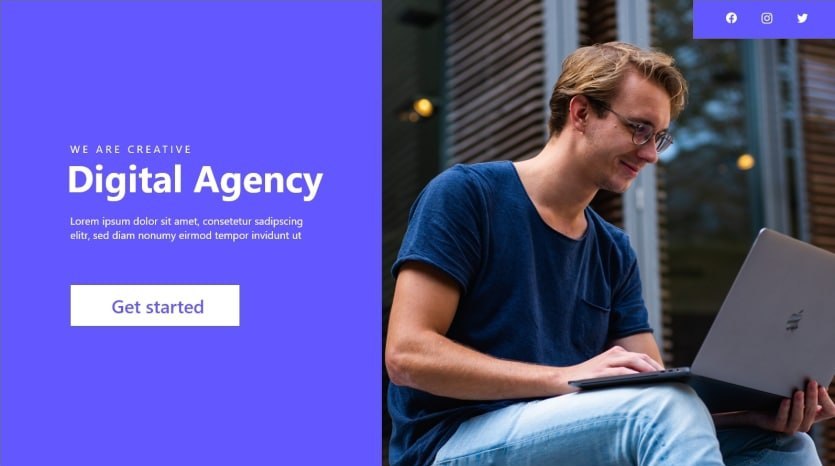 WE ARE CREATIVE
Digital Agency
Lorem ipsum dolor sit amet, consetetur sadipscing
elitr, sed diam nonumy eirmod tempor invidunt ut
Get started